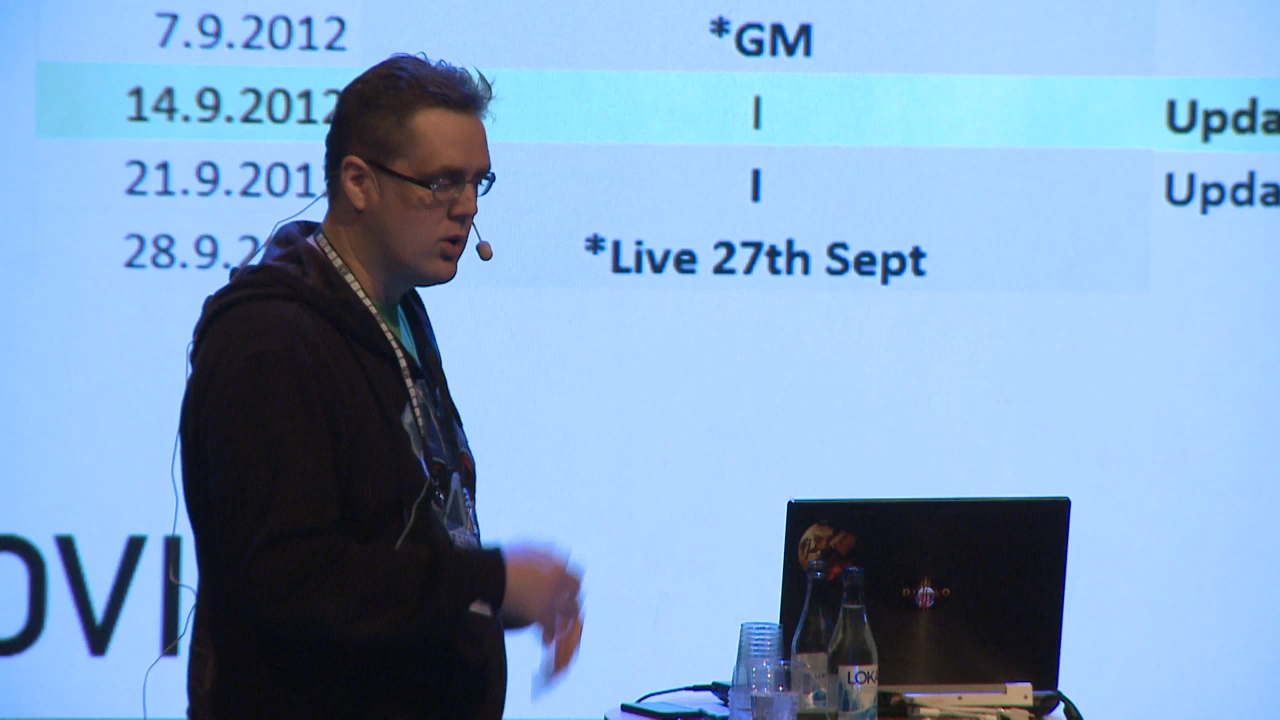 7.9.2012 *GM
14.9.2012 I Upda
21.9.201 I Upda
28.9.2 *Live 27th Sept
OVI
DIABLO
LOKA